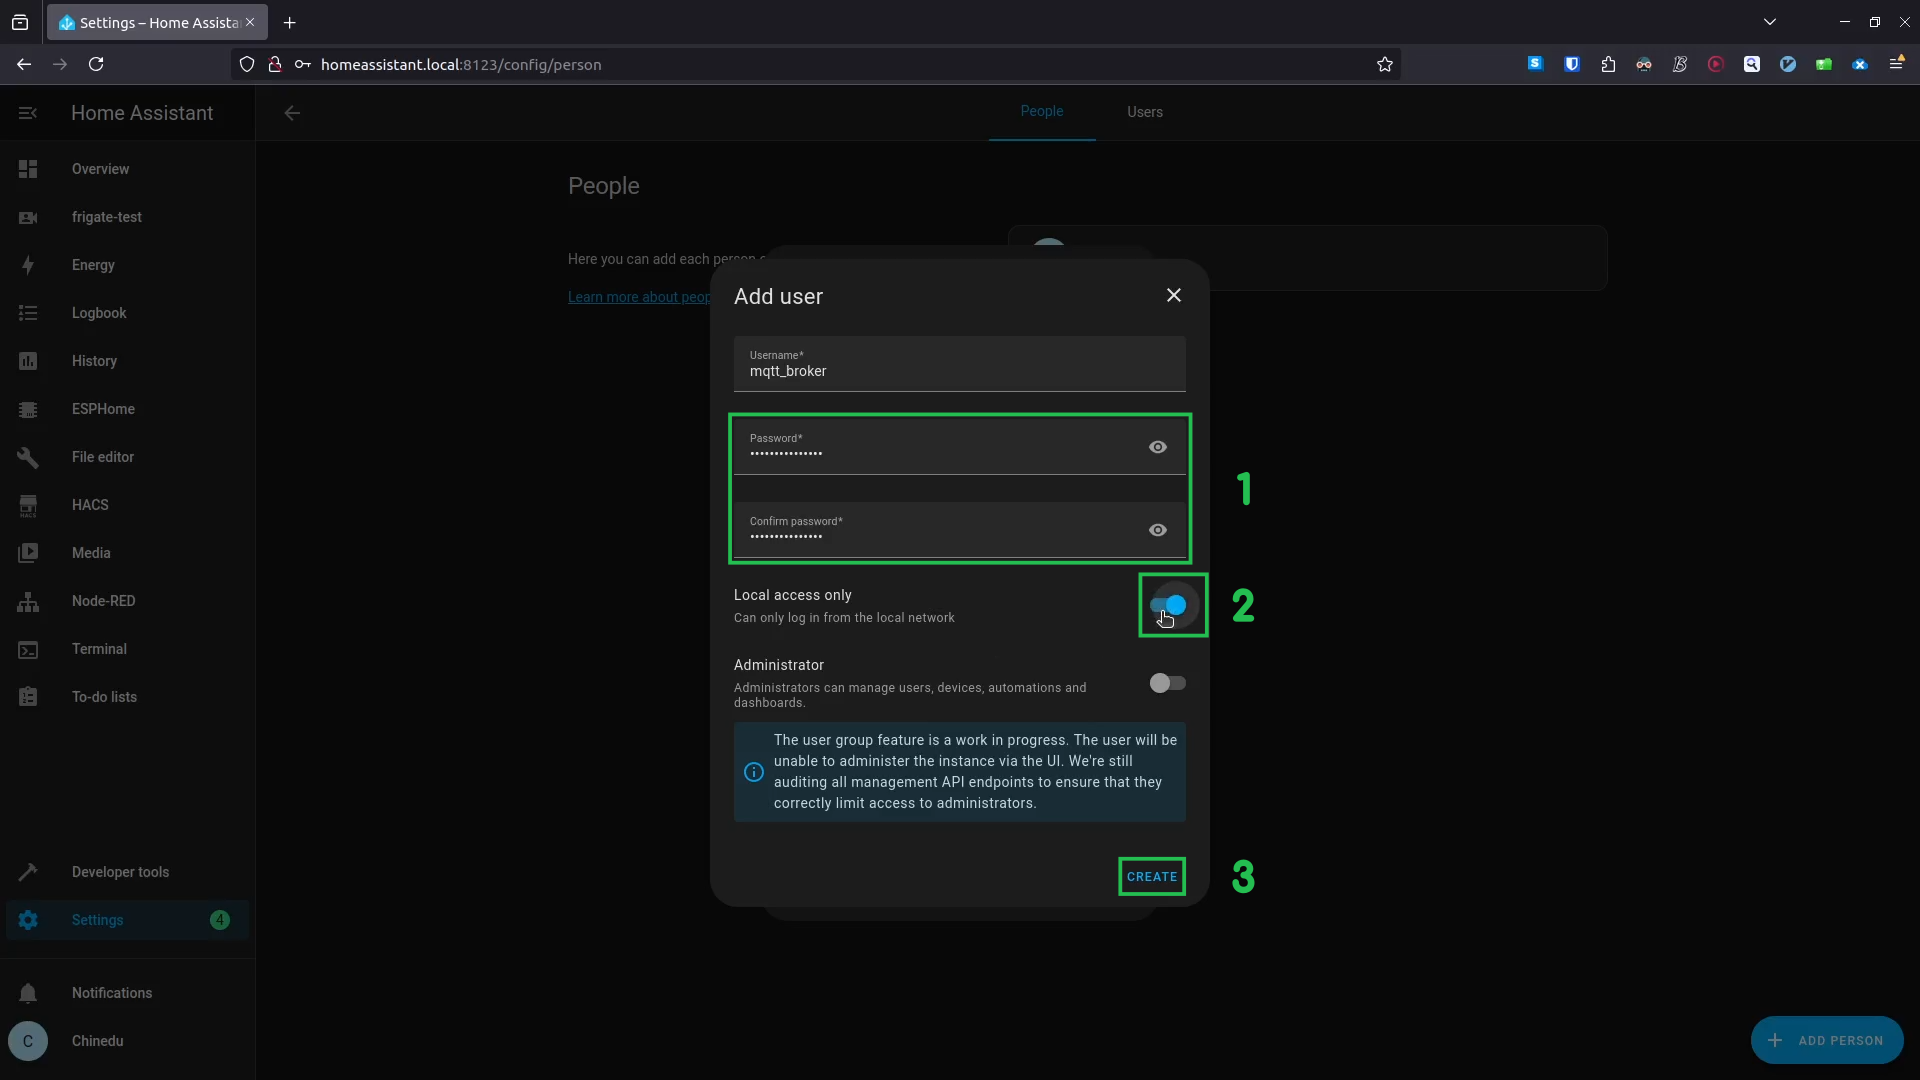 Settings – Home Assista
homeassistant.local:8123/config/person
Home Assistant
People
Users
Overview
frigate-test
Energy
Logbook
History
ESPHome
File editor
HACS
HACS
Media
Node-RED
Terminal
To-do lists
Developer tools
Settings
4
Notifications
C
Chinedu
People
Here you can add each person
Learn more about peop
Add user
Username*
mqtt_broker
Password*
•••••••••••••••
Confirm password*
•••••••••••••••
1
Local access only
Can only log in from the local network
2
Administrator
Administrators can manage users, devices, automations and
dashboards.
The user group feature is a work in progress. The user will be
unable to administer the instance via the UI. We're still
auditing all management API endpoints to ensure that they
correctly limit access to administrators.
CREATE
3
ADD PERSON